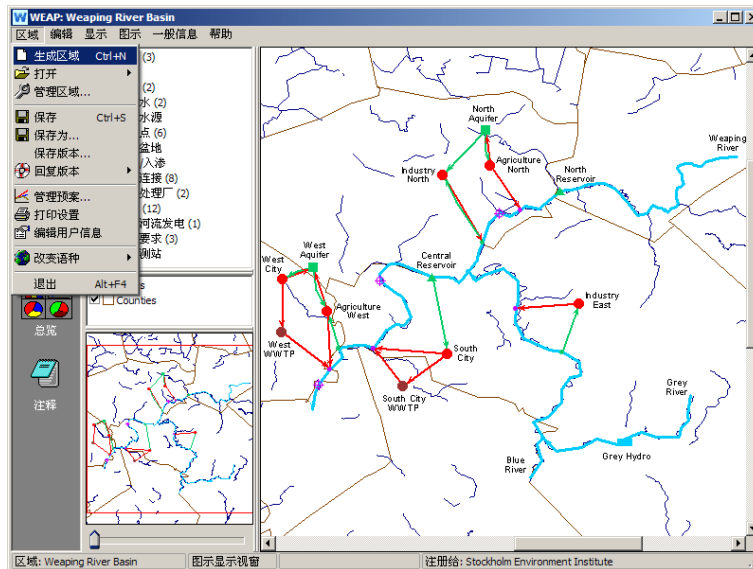 WEAP: Weaping River Basin
区域 编辑 显示 图示 一般信息 帮助
生成区域 Ctrl+N
打开
管理区域...
保存 Ctrl+S
保存为...
保存版本...
回复版本
管理预案...
打印设置
编辑用户信息
改变语种
退出 Alt+F4
(3)
(2)
水 (2)
水源
点 (6)
盆地
/入渗
连接 (8)
处理厂 (2)
(12)
河流发电 (1)
要求 (3)
测站
Counties
总览
注释
North
Aquifer
Agriculture
North
Industry
North
North
Reservoir
Weaping
River
West
City
West
Aquifer
Central
Reservoir
Agriculture
West
Industry
East
West
WWTP
South
City
South City
WWTP
Grey
River
Blue
River
Grey Hydro
区域: Weaping River Basin
图示显示视窗
注册给: Stockholm Environment Institute